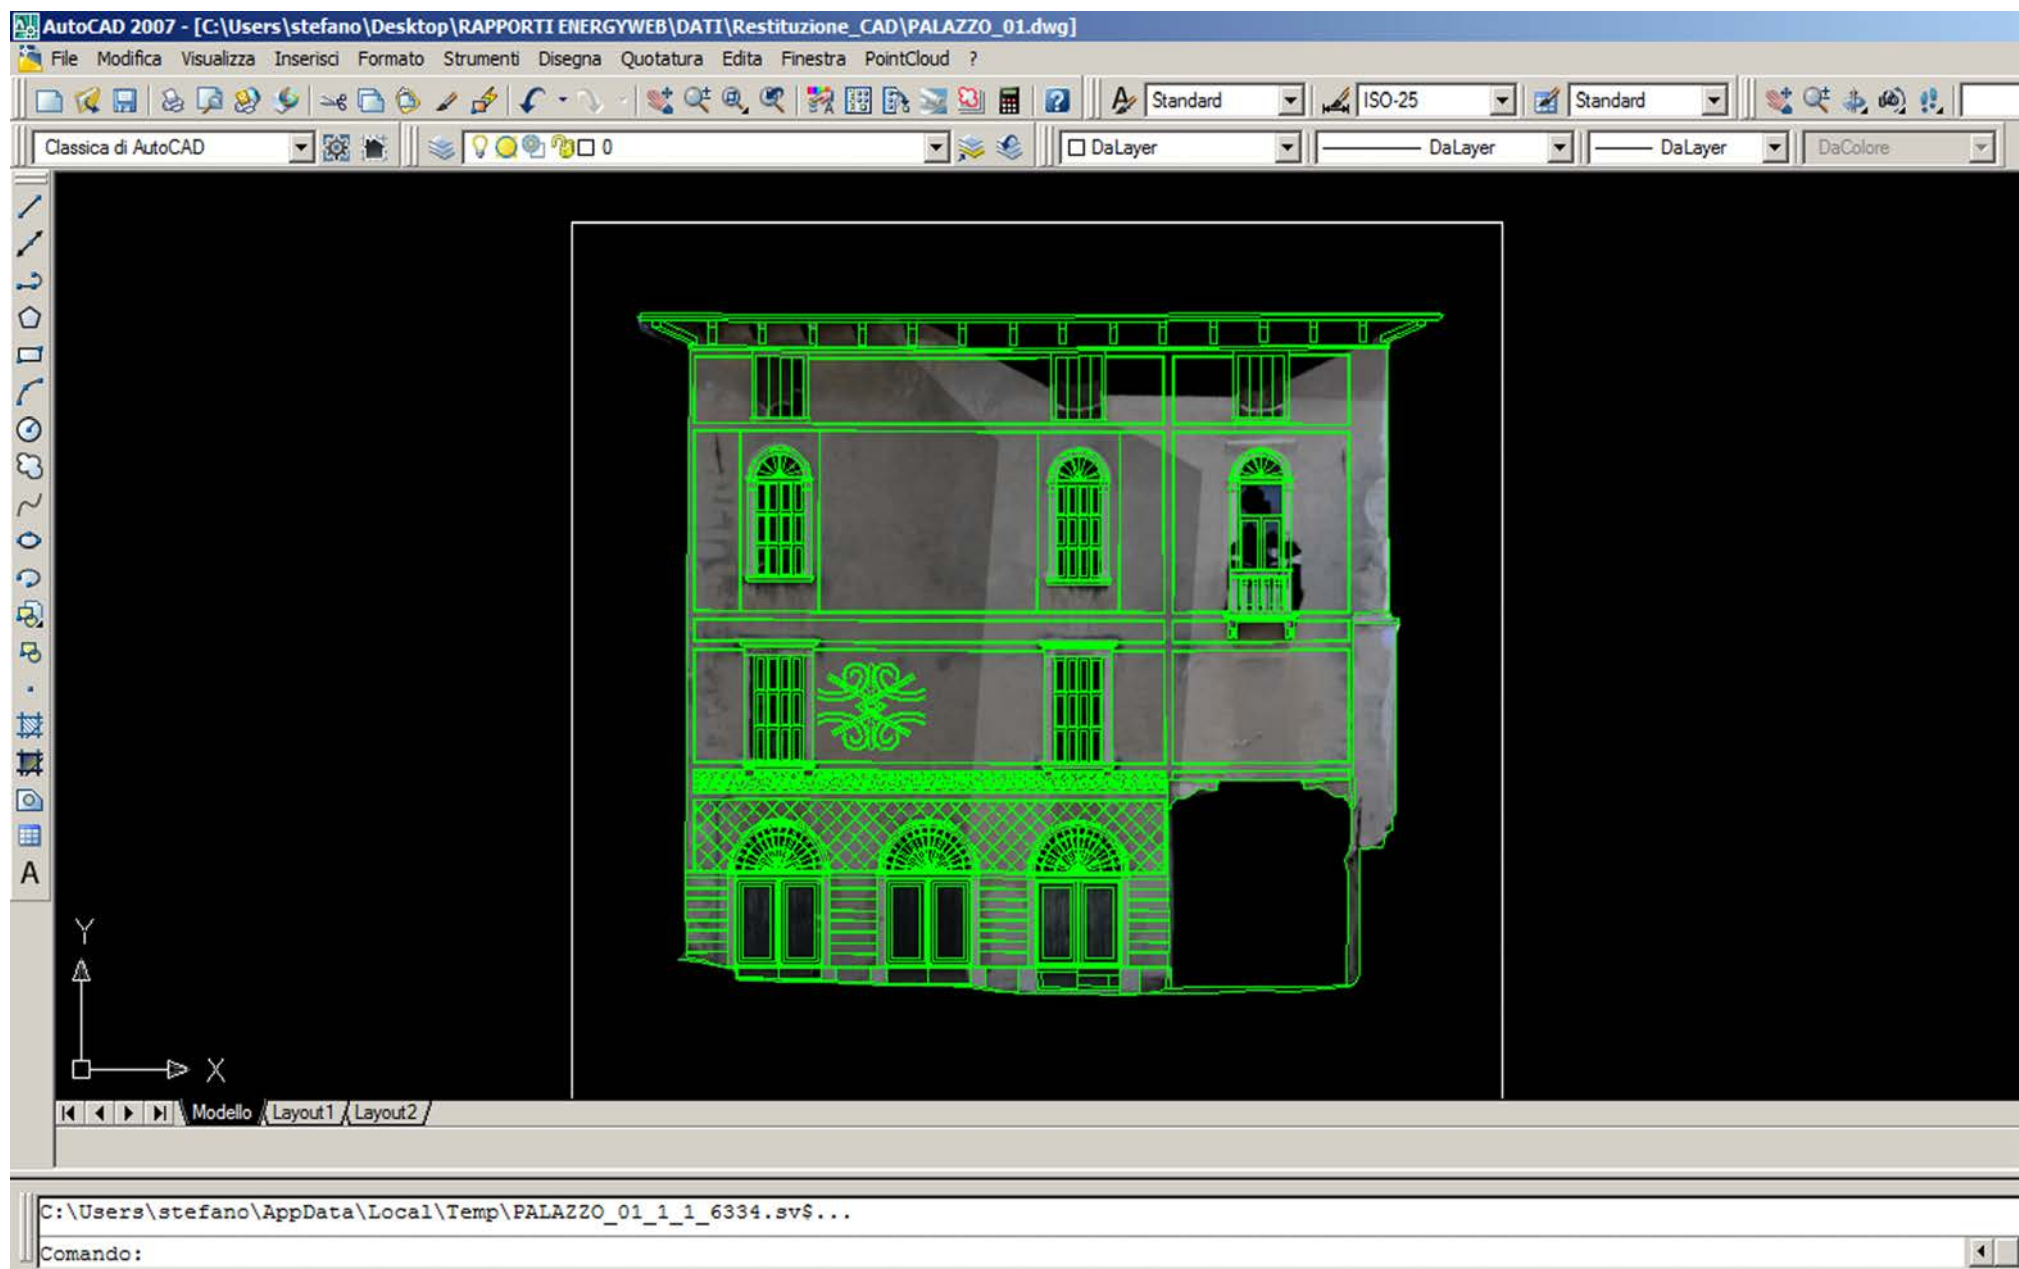 AutoCAD 2007 - [C:\Users\stefano\Desktop\RAPPORTI ENERGYWEB\DATI\Restituzione_CAD\PALAZZO_01.dwg]
File Modifica Visualizza Inserisci Formato Strumenti Disegna Quotatura Edita Finestra PointCloud ?
Standard ISO-25 Standard
Classica di AutoCAD 0 DaLayer DaLayer DaLayer DaColore
A
Y
X
Modello Layout1 Layout2
C:\Users\stefano\AppData\Local\Temp\PALAZZO_01_1_1_6334.sv$...
Comando: